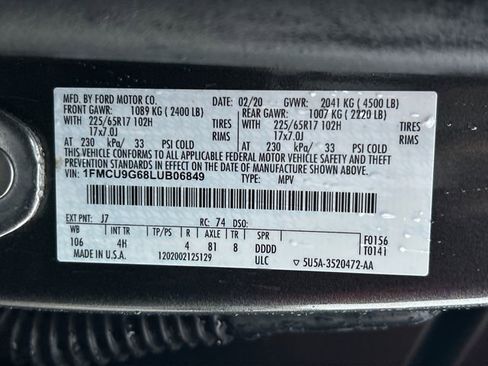 MFD. BY FORD MOTOR CO. 02/20 GVWR: 2041 KG ( 4500 LB)
FRONT GAWR: 1089 KG ( 2400 LB) REAR GAWR: 1007 KG ( 2220 LB)
WITH 225/65R17 102H TIRES WITH 225/65R17 102H TIRES
17x7.0J RIMS 17x7.0J RIMS
AT 230 kPa/ 33 PSI COLD AT 230 kPa/ 33 PSI COLD
THIS VEHICLE CONFORMS TO ALL APPLICABLE FEDERAL MOTOR VEHICLE SAFETY AND THEFT
PREVENTION STANDARDS IN EFFECT ON THE DATE OF MANUFACTURE SHOWN ABOVE.
VIN: 1FMCU9G68LUB06849 TYPE: MPV
EXT PNT: J7 RC: 74 DSO:
WB INT TR TP/PS R AXLE TR SPR F0156
106 4H 4 81 8 DDDD T0141
MADE IN U.S.A. 1202002125129 ULC ▽ 5U5A-3520472-AA